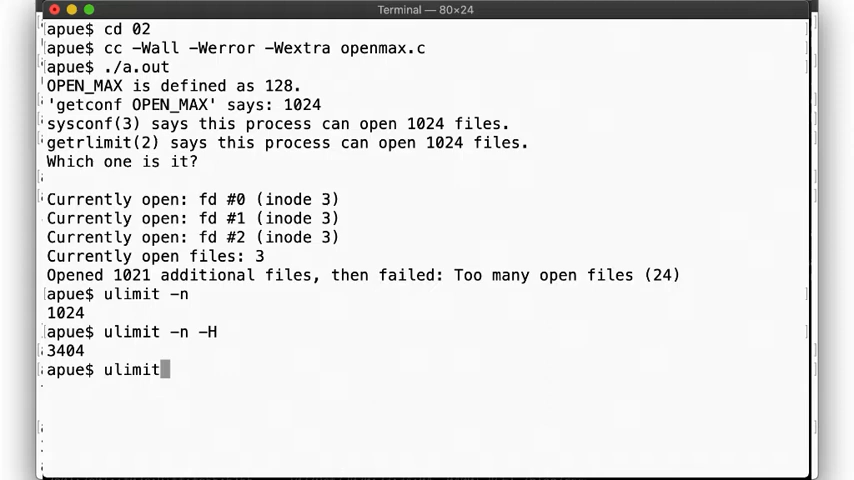 Terminal — 80×24
apue$ cd 02
apue$ cc -Wall -Werror -Wextra openmax.c
apue$ ./a.out
OPEN_MAX is defined as 128.
'getconf OPEN_MAX' says: 1024
sysconf(3) says this process can open 1024 files.
getrlimit(2) says this process can open 1024 files.
Which one is it?
Currently open: fd #0 (inode 3)
Currently open: fd #1 (inode 3)
Currently open: fd #2 (inode 3)
Currently open files: 3
Opened 1021 additional files, then failed: Too many open files (24)
apue$ ulimit -n
1024
apue$ ulimit -n -H
3404
apue$ ulimit